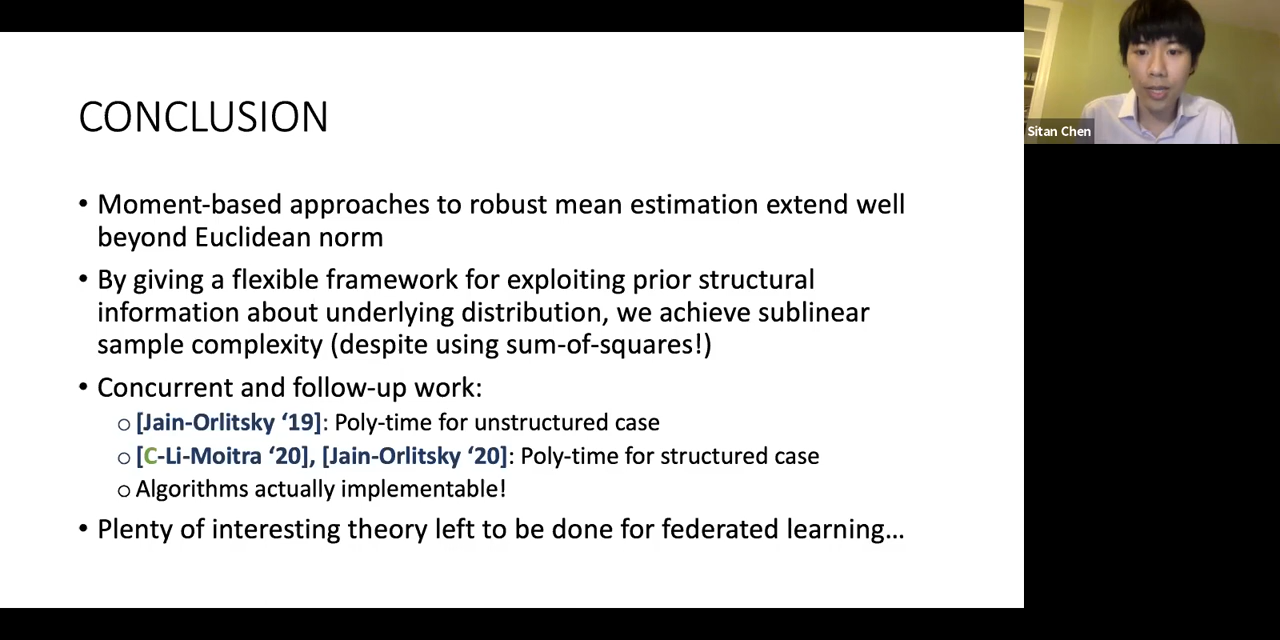 CONCLUSION
• Moment-based approaches to robust mean estimation extend well
beyond Euclidean norm
• By giving a flexible framework for exploiting prior structural
information about underlying distribution, we achieve sublinear
sample complexity (despite using sum-of-squares!)
• Concurrent and follow-up work:
○ [Jain-Orlitsky ‘19]: Poly-time for unstructured case
○ [C-Li-Moitra ‘20], [Jain-Orlitsky ‘20]: Poly-time for structured case
○ Algorithms actually implementable!
• Plenty of interesting theory left to be done for federated learning…
Sitan Chen